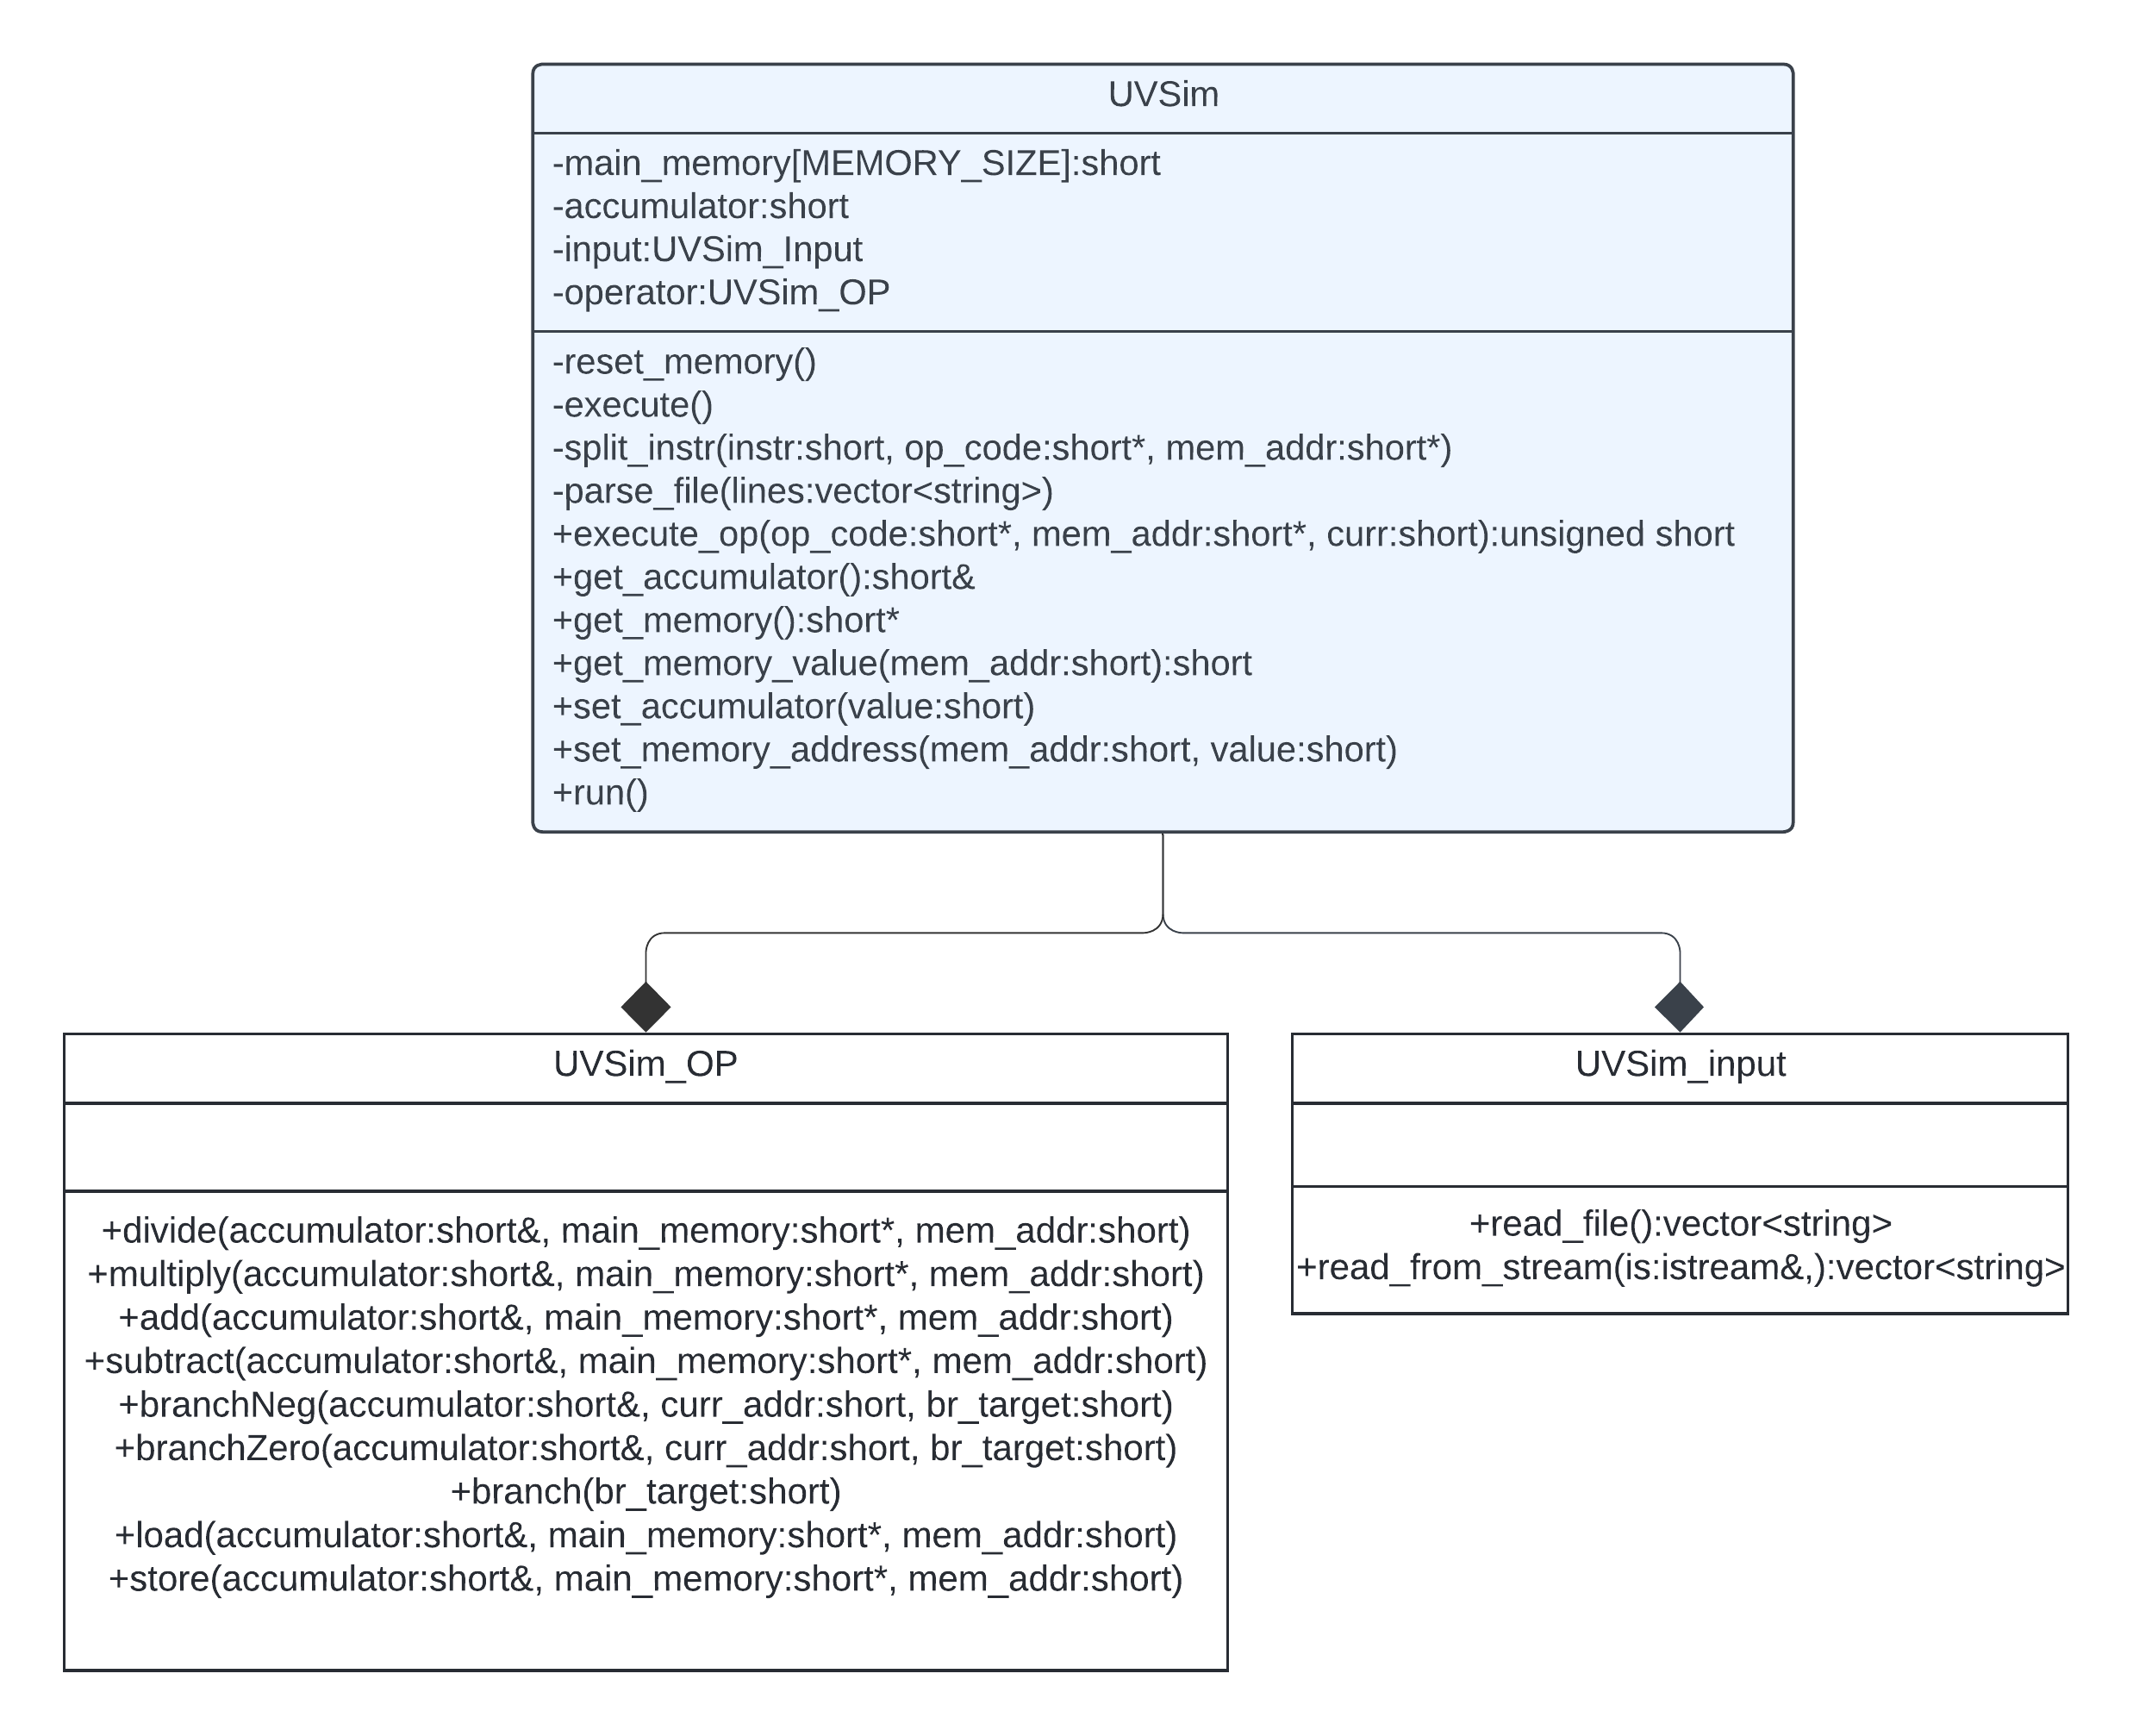 UVSim
-main_memory[MEMORY_SIZE]:short
-accumulator:short
-input:UVSim_Input
-operator:UVSim_OP
-reset_memory()
-execute()
-split_instr(instr:short, op_code:short*, mem_addr:short*)
-parse_file(lines:vector<string>)
+execute_op(op_code:short*, mem_addr:short*, curr:short):unsigned short
+get_accumulator():short&
+get_memory():short*
+get_memory_value(mem_addr:short):short
+set_accumulator(value:short)
+set_memory_address(mem_addr:short, value:short)
+run()
UVSim_OP
+divide(accumulator:short&, main_memory:short*, mem_addr:short)
+multiply(accumulator:short&, main_memory:short*, mem_addr:short)
+add(accumulator:short&, main_memory:short*, mem_addr:short)
+subtract(accumulator:short&, main_memory:short*, mem_addr:short)
+branchNeg(accumulator:short&, curr_addr:short, br_target:short)
+branchZero(accumulator:short&, curr_addr:short, br_target:short)
+branch(br_target:short)
+load(accumulator:short&, main_memory:short*, mem_addr:short)
+store(accumulator:short&, main_memory:short*, mem_addr:short)
UVSim_input
+read_file():vector<string>
+read_from_stream(is:istream&,):vector<string>